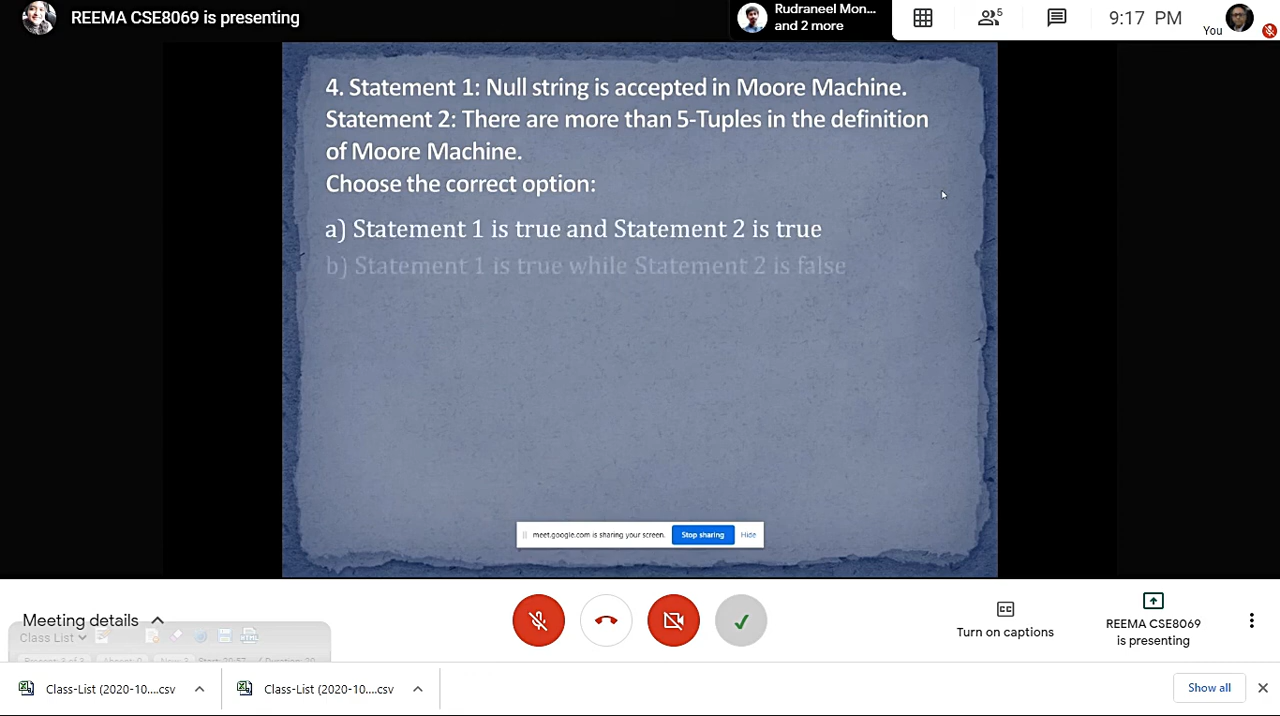 REEMA CSE8069 is presenting
Rudraneel Mon...
and 2 more
5
9:17 PM
You
4. Statement 1: Null string is accepted in Moore Machine.
Statement 2: There are more than 5-Tuples in the definition
of Moore Machine.
Choose the correct option:
a) Statement 1 is true and Statement 2 is true
b) Statement 1 is true while Statement 2 is false
meet.google.com is sharing your screen.
Stop sharing
Hide
Meeting details
Class List
CC
Turn on captions
REEMA CSE8069
is presenting
Class-List (2020-10....csv
Class-List (2020-10....csv
Show all